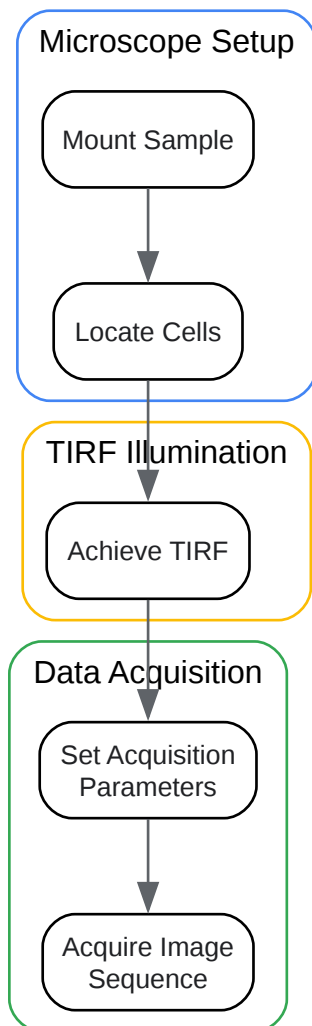 Microscope Setup
Mount Sample
Locate Cells
TIRF Illumination
Achieve TIRF
Data Acquisition
Set Acquisition
Parameters
Acquire Image
Sequence